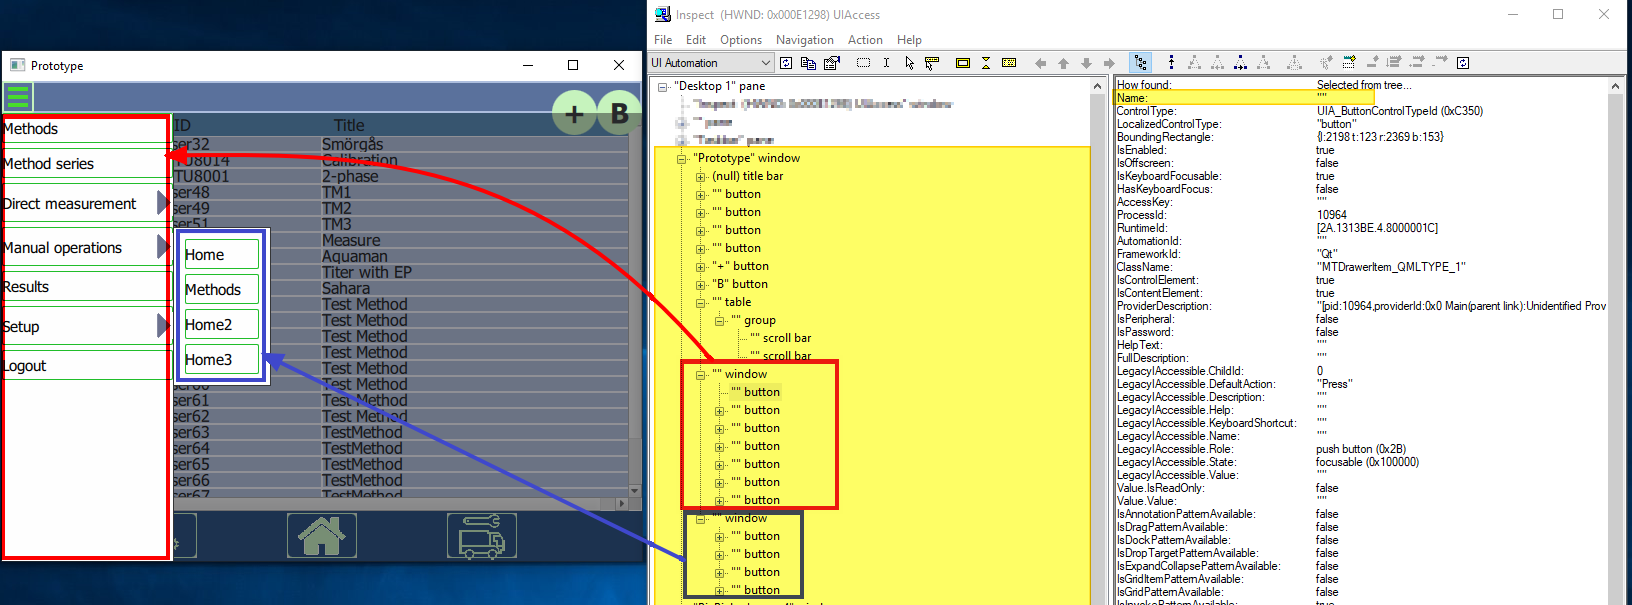 Prototype
+
B
Methods
Method series
Direct measurement
Manual operations
Results
Setup
Logout
ID Title
ser32 Smörgås
TU8014 Calibration
TU8001 2-phase
ser48 TM1
ser49 TM2
ser51 TM3
Measure
Aquaman
Titer with EP
Sahara
Test Method
Test Method
Test Method
Test Method
Test Method
Test Method
ser61 Test Method
ser62 Test Method
ser63 TestMethod
ser64 TestMethod
ser65 TestMethod
ser66 TestMethod
ser67 TestMethod
Home
Methods
Home2
Home3
Inspect (HWND: 0x000E1298) UIAccess
File Edit Options Navigation Action Help
UI Automation
"Desktop 1" pane
"Inspect (HWND: 0x000E1298) UIAccess" window
"" pane
"Taskbar" pane
"Prototype" window
(null) title bar
"" button
"" button
"" button
"" button
"+" button
"B" button
"" table
"" group
"" scroll bar
"" scroll bar
"" window
"" button
"" button
"" button
"" button
"" button
"" button
"" button
"" window
"" button
"" button
"" button
"" button
How found: Selected from tree...
Name: ""
ControlType: UIA_ButtonControlTypeId (0xC350)
LocalizedControlType: "button"
BoundingRectangle: {l:2198 t:123 r:2369 b:153}
IsEnabled: true
IsOffscreen: false
IsKeyboardFocusable: true
HasKeyboardFocus: false
AccessKey: ""
ProcessId: 10964
RuntimeId: [2A.1313BE.4.8000001C]
AutomationId: ""
FrameworkId: "Qt"
ClassName: "MTDrawerItem_QMLTYPE_1"
IsControlElement: true
IsContentElement: true
ProviderDescription: "[pid:10964,providerId:0x0 Main(parent link):Unidentified Prov
IsPeripheral: false
IsPassword: false
HelpText: ""
FullDescription: ""
LegacyIAccessible.ChildId: 0
LegacyIAccessible.DefaultAction: "Press"
LegacyIAccessible.Description: ""
LegacyIAccessible.Help: ""
LegacyIAccessible.KeyboardShortcut: ""
LegacyIAccessible.Name: ""
LegacyIAccessible.Role: push button (0x2B)
LegacyIAccessible.State: focusable (0x100000)
LegacyIAccessible.Value: ""
Value.IsReadOnly: false
Value.Value: ""
IsAnnotationPatternAvailable: false
IsDragPatternAvailable: false
IsDockPatternAvailable: false
IsDropTargetPatternAvailable: false
IsExpandCollapsePatternAvailable: false
IsGridItemPatternAvailable: false
IsGridPatternAvailable: false
IsInvokePatternAvailable: true